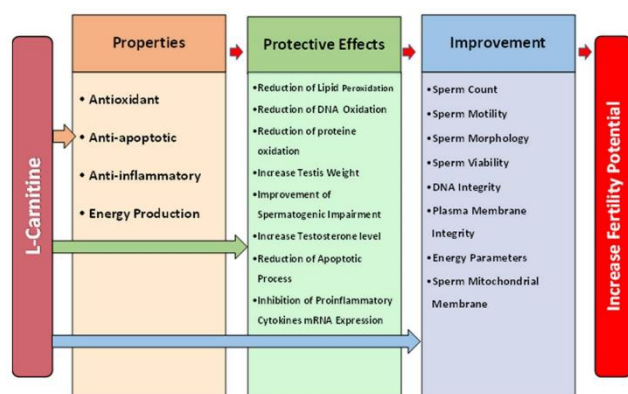 L-Carnitine
Properties
• Antioxidant
• Anti-apoptotic
• Anti-inflammatory
• Energy Production
Protective Effects
•Reduction of Lipid Peroxidation
•Reduction of DNA Oxidation
•Reduction of proteine
oxidation
•Increase Testis Weight
•Improvement of
Spermatogenic Impairment
•Increase Testosterone level
•Reduction of Apoptotic
Process
•Inhibition of Proinflammatory
Cytokines mRNA Expression
Improvement
•Sperm Count
•Sperm Motility
•Sperm Morphology
•Sperm Viability
•DNA Integrity
•Plasma Membrane
Integrity
•Energy Parameters
•Sperm Mitochondrial
Membrane
Increase Fertility Potential